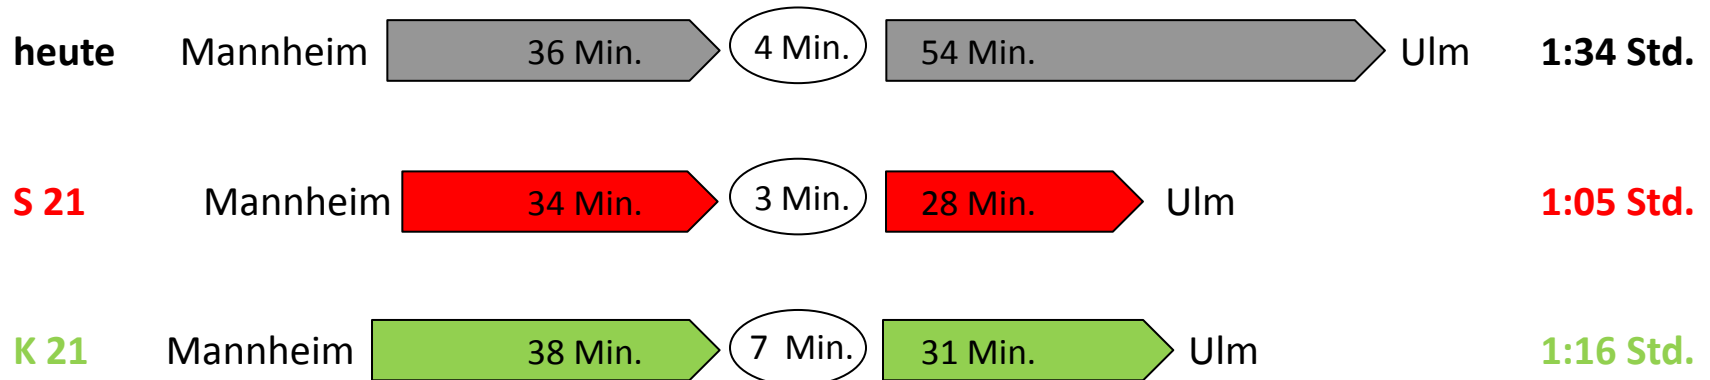 heute Mannheim 36 Min. 4 Min. 54 Min. Ulm 1:34 Std.
S 21 Mannheim 34 Min. 3 Min. 28 Min. Ulm 1:05 Std.
K 21 Mannheim 38 Min. 7 Min. 31 Min. Ulm 1:16 Std.